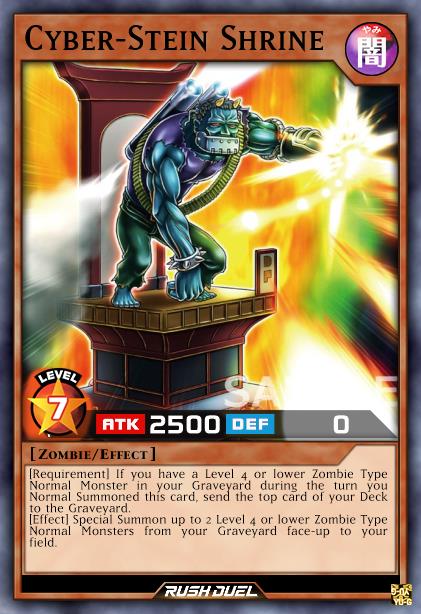 Cyber-Stein Shrine
やみ
闇
DP
SAMPLE
LEVEL
7
ATK 2500 DEF 0
[Zombie/Effect]
[Requirement] If you have a Level 4 or lower Zombie Type
Normal Monster in your Graveyard during the turn you
Normal Summoned this card, send the top card of your Deck
to the Graveyard.
[Effect] Special Summon up to 2 Level 4 or lower Zombie Type
Normal Monsters from your Graveyard face-up to your
field.
RUSH DUEL